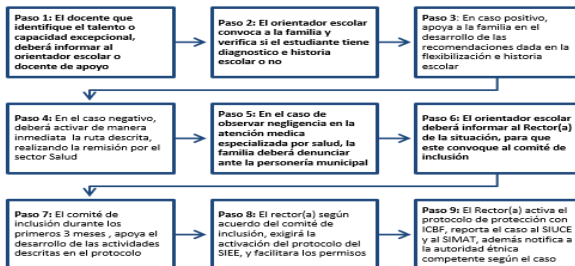 Paso 1: El docente que
identifique el talento o
capacidad excepcional,
deberá informar al
orientador escolar o
docente de apoyo
Paso 2: El orientador escolar
convoca a la familia y
verifica si el estudiante tiene
diagnostico e historia
escolar o no
Paso 3: En caso positivo,
apoya a la familia en el
desarrollo de las
recomendaciones dada en la
flexibilización e historia
escolar
Paso 4: En el caso negativo,
deberá activar de manera
inmediata la ruta descrita,
realizando la remisión por el
sector Salud
Paso 5: En el caso de
observar negligencia en la
atención medica
especializada por salud, la
familia deberá denunciar
ante la personería municipal
Paso 6: El orientador escolar
deberá informar al Rector(a)
de la situación, para que
este convoque al comité de
inclusión
Paso 7: El comité de
inclusión durante los
primeros 3 meses , apoya el
desarrollo de las actividades
descritas en el protocolo
Paso 8: El rector(a) según
acuerdo del comité de
inclusión, exigirá la
activación del protocolo del
SIEE, y facilitara los permisos
Paso 9: El Rector(a) activa el
protocolo de protección con
ICBF, reporta el caso al SIUCE
y al SIMAT, además notifica a
la autoridad étnica
competente según el caso